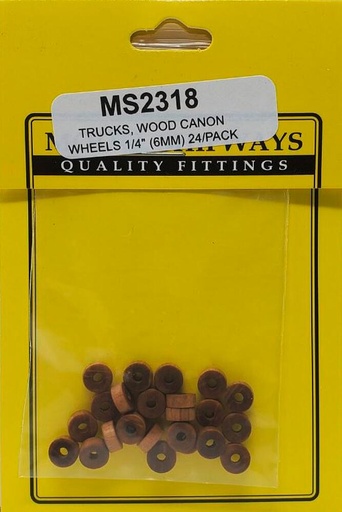 MS2318
TRUCKS, WOOD CANON
WHEELS 1/4" (6MM) 24/PACK
QUALITY FITTINGS